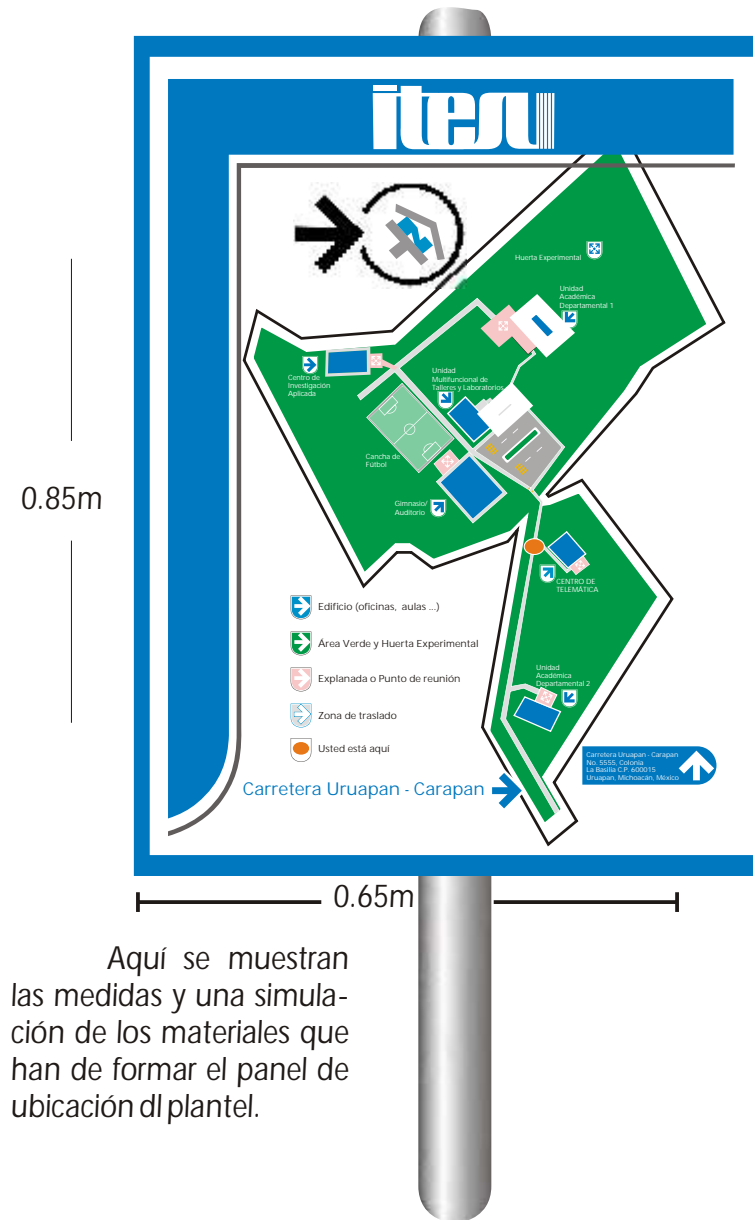 itesu
Huerta Experimental
Unidad
Académica
Departamental 1
Centro de
Investigación
Aplicada
Unidad
Multifuncional de
Talleres y Laboratorios
Cancha de
Fútbol
Gimnasio/
Auditorio
0.85m
CENTRO DE
TELEMÁTICA
Edificio (oficinas, aulas ...)
Área Verde y Huerta Experimental
Explanada o Punto de reunión
Zona de traslado
Usted está aquí
Unidad
Académica
Departamental 2
Carretera Uruapan - Carapan
Carretera Uruapan - Carapan
No. 5555, Colonia
La Basilia C.P. 600015
Uruapan, Michoacán, México
0.65m
Aquí se muestran
las medidas y una simula-
ción de los materiales que
han de formar el panel de
ubicación dl plantel.